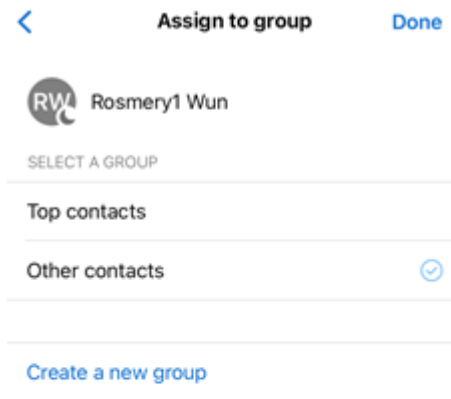 Assign to group Done
RW Rosmery1 Wun
SELECT A GROUP
Top contacts
Other contacts
Create a new group